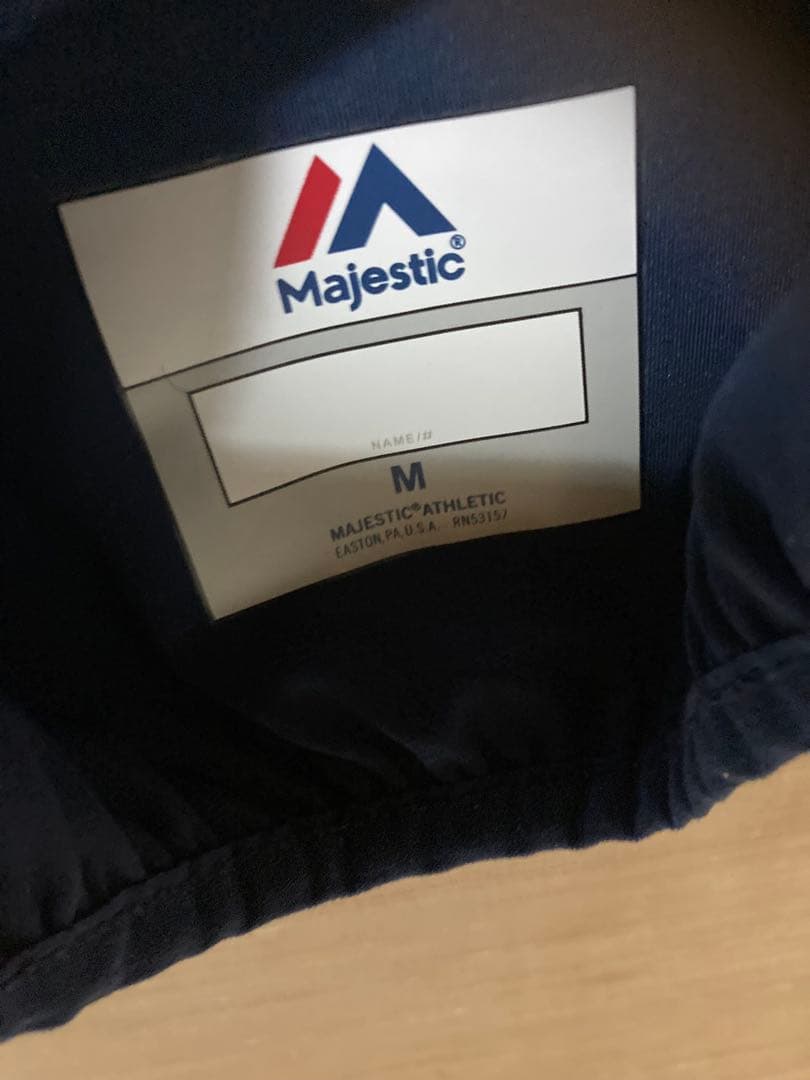 Majestic®
NAME/#
M
MAJESTIC® ATHLETIC
EASTON, PA, U.S.A. RN53157